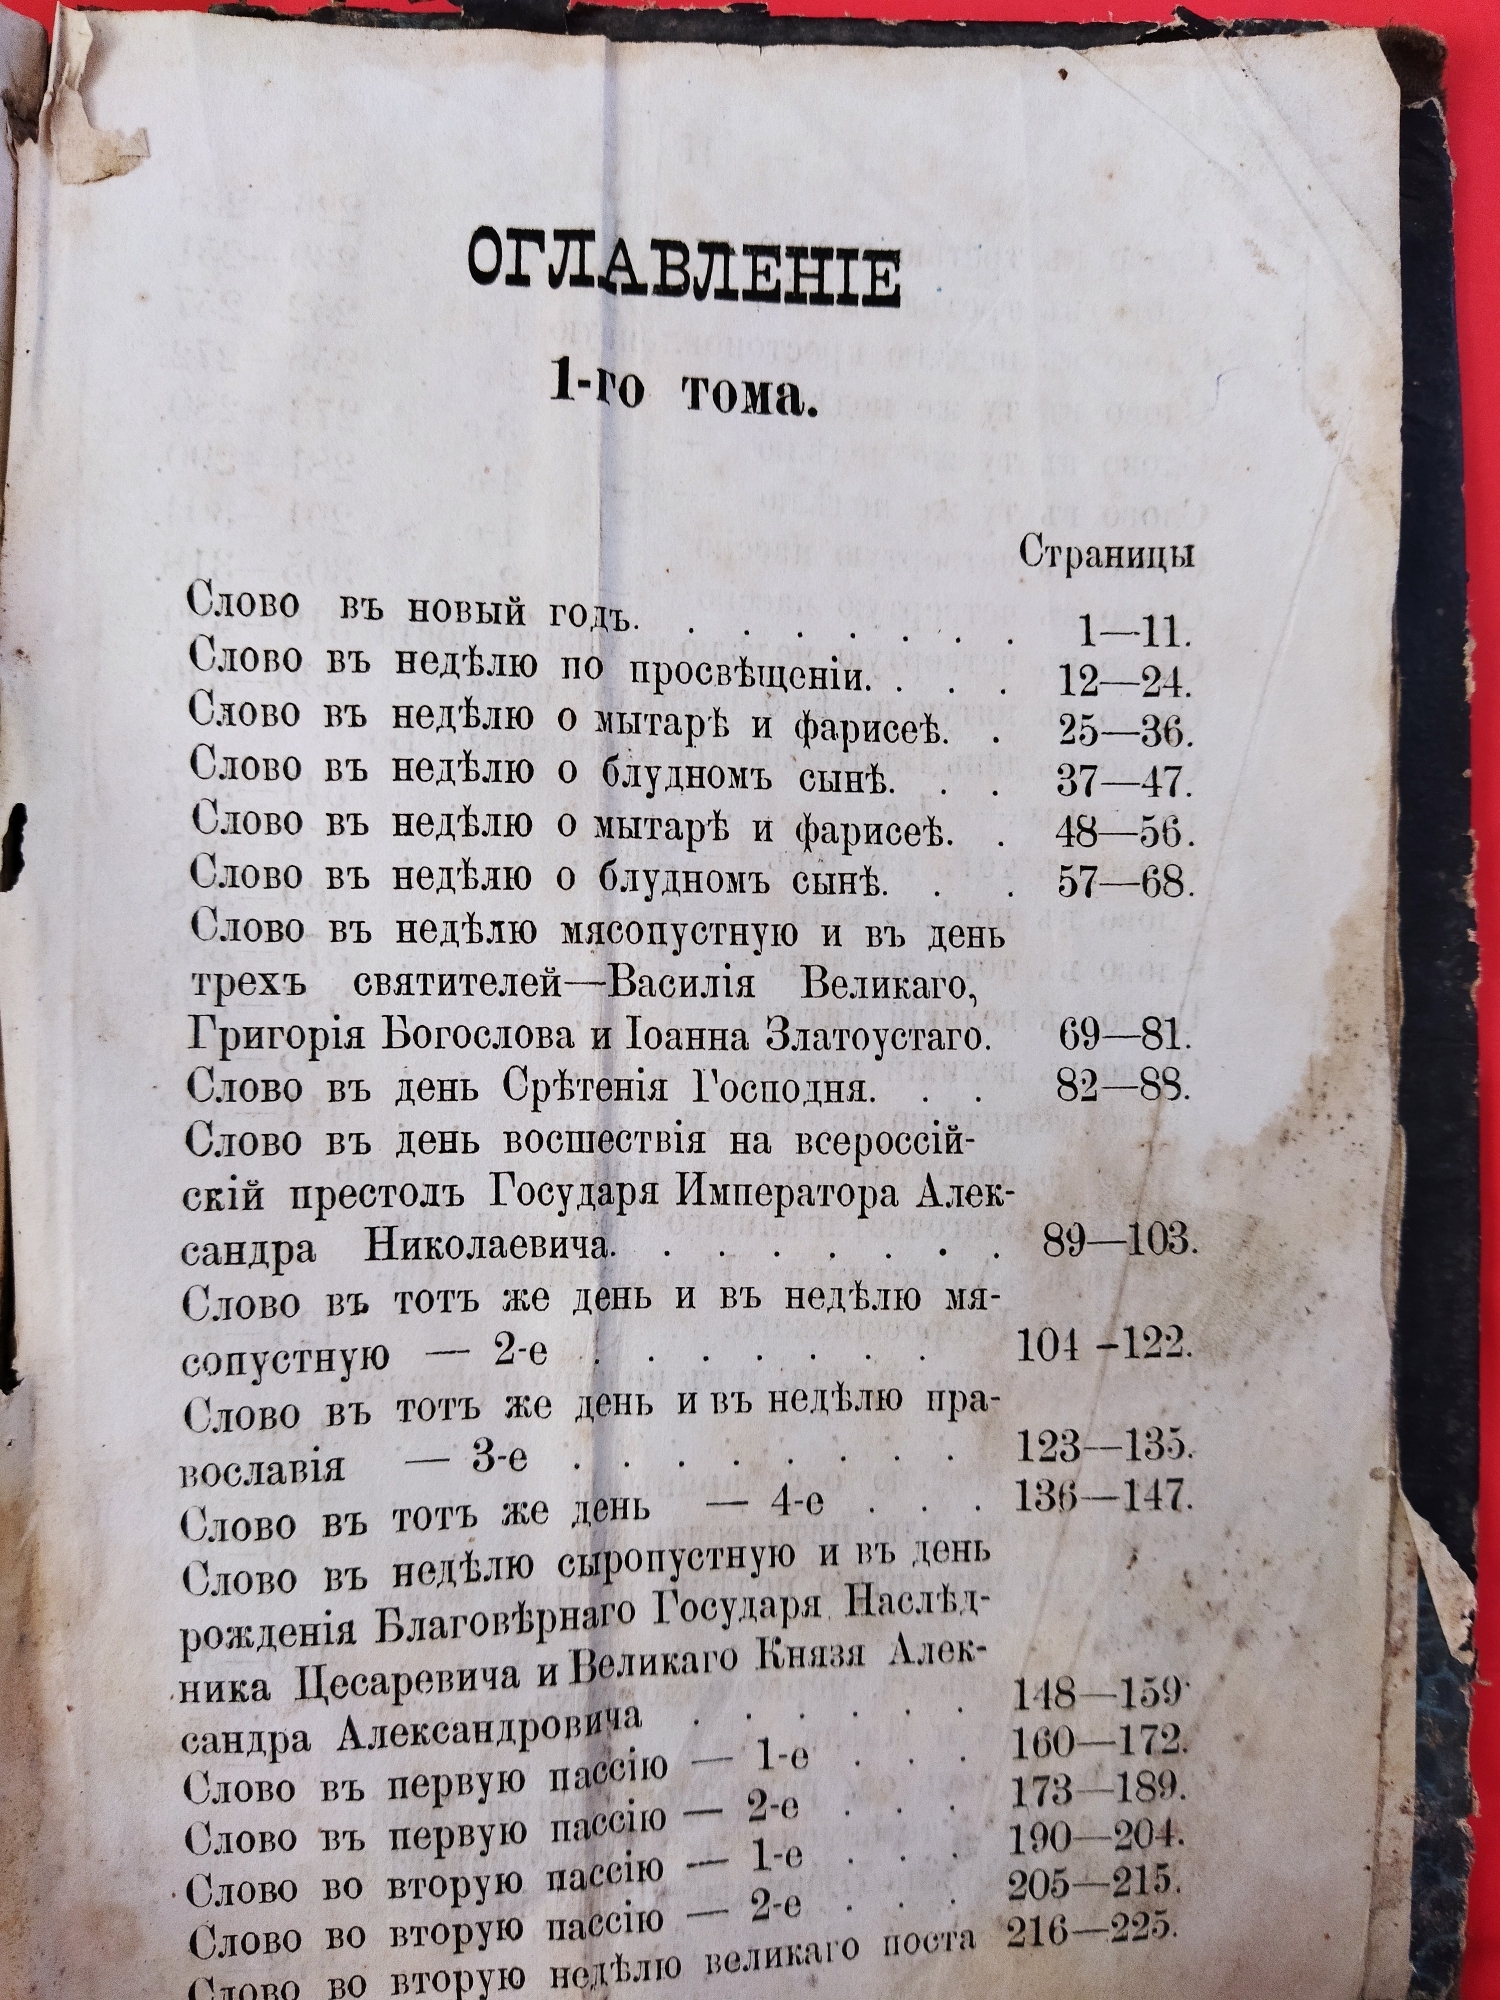 ОГЛАВЛЕНІЕ
1-го тома.
Страницы
Слово въ новый годъ. . . . . . . . 1—11.
Слово въ недѣлю по просвѣщеніи. . . . 12—24.
Слово въ недѣлю о мытарѣ и фарисеѣ. . 25—36.
Слово въ недѣлю о блудномъ сынѣ. . . 37—47.
Слово въ недѣлю о мытарѣ и фарисеѣ. . 48—56.
Слово въ недѣлю о блудномъ сынѣ. . . 57—68.
Слово въ недѣлю мясопустную и въ день
трехъ святителей—Василія Великаго,
Григорія Богослова и Іоанна Златоустаго. 69—81.
Слово въ день Срѣтенія Господня. . . 82—88.
Слово въ день восшествія на всероссій-
скій престолъ Государя Императора Алек-
сандра Николаевича. . . . . . . . 89—103.
Слово въ тотъ же день и въ недѣлю мя-
сопустную — 2-е . . . . . . . 104 -122.
Слово въ тотъ же день и въ недѣлю пра-
вославія — 3-е . . . . . . . . 123—135.
Слово въ тотъ же день — 4-е . . . 136—147.
Слово въ недѣлю сыропустную и въ день
рожденія Благовѣрнаго Государя Наслѣд-
ника Цесаревича и Великаго Князя Алек-
сандра Александровича . . . . . . 148—159.
Слово въ первую пассію — 1-е . . . 160—172.
Слово въ первую пассію — 2-е . . . 173—189.
Слово во вторую пассію — 1-е . . . 190—204.
Слово во вторую пассію — 2-е . . . 205—215.
Слово во вторую недѣлю великаго поста 216—225.